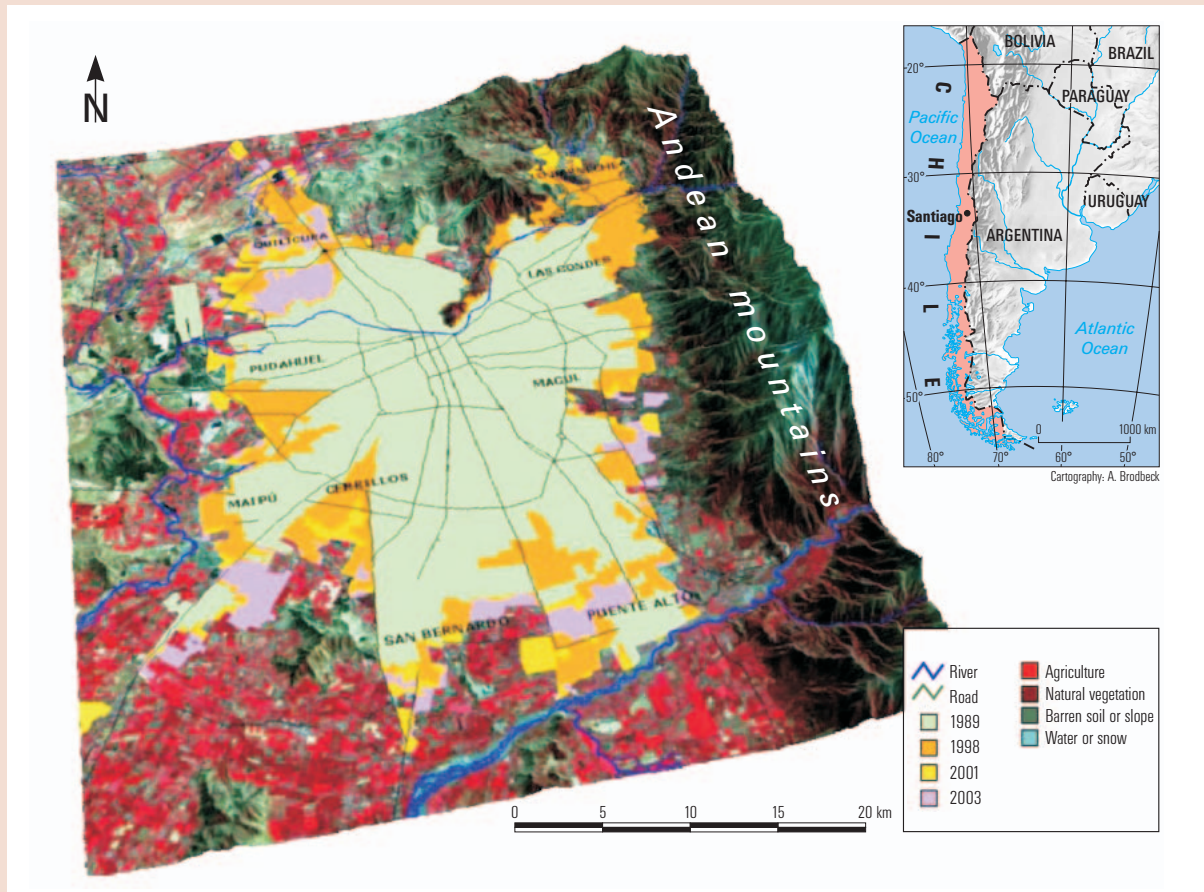 N
Andean mountains
QUILICURA
LAS CONDES
PUDAHUEL
MACUL
CERRILLOS
MAIPÚ
SAN BERNARDO
PUENTE ALTO
0 5 10 15 20 km
BOLIVIA
BRAZIL
-20°
PARAGUAY
Pacific
Ocean
-30°
URUGUAY
Santiago
ARGENTINA
CHILE
-40°
Atlantic
Ocean
-50°
0 1000 km
80° 70° 60° 50°
Cartography: A. Brodbeck
River
Road
1989
1998
2001
2003
Agriculture
Natural vegetation
Barren soil or slope
Water or snow